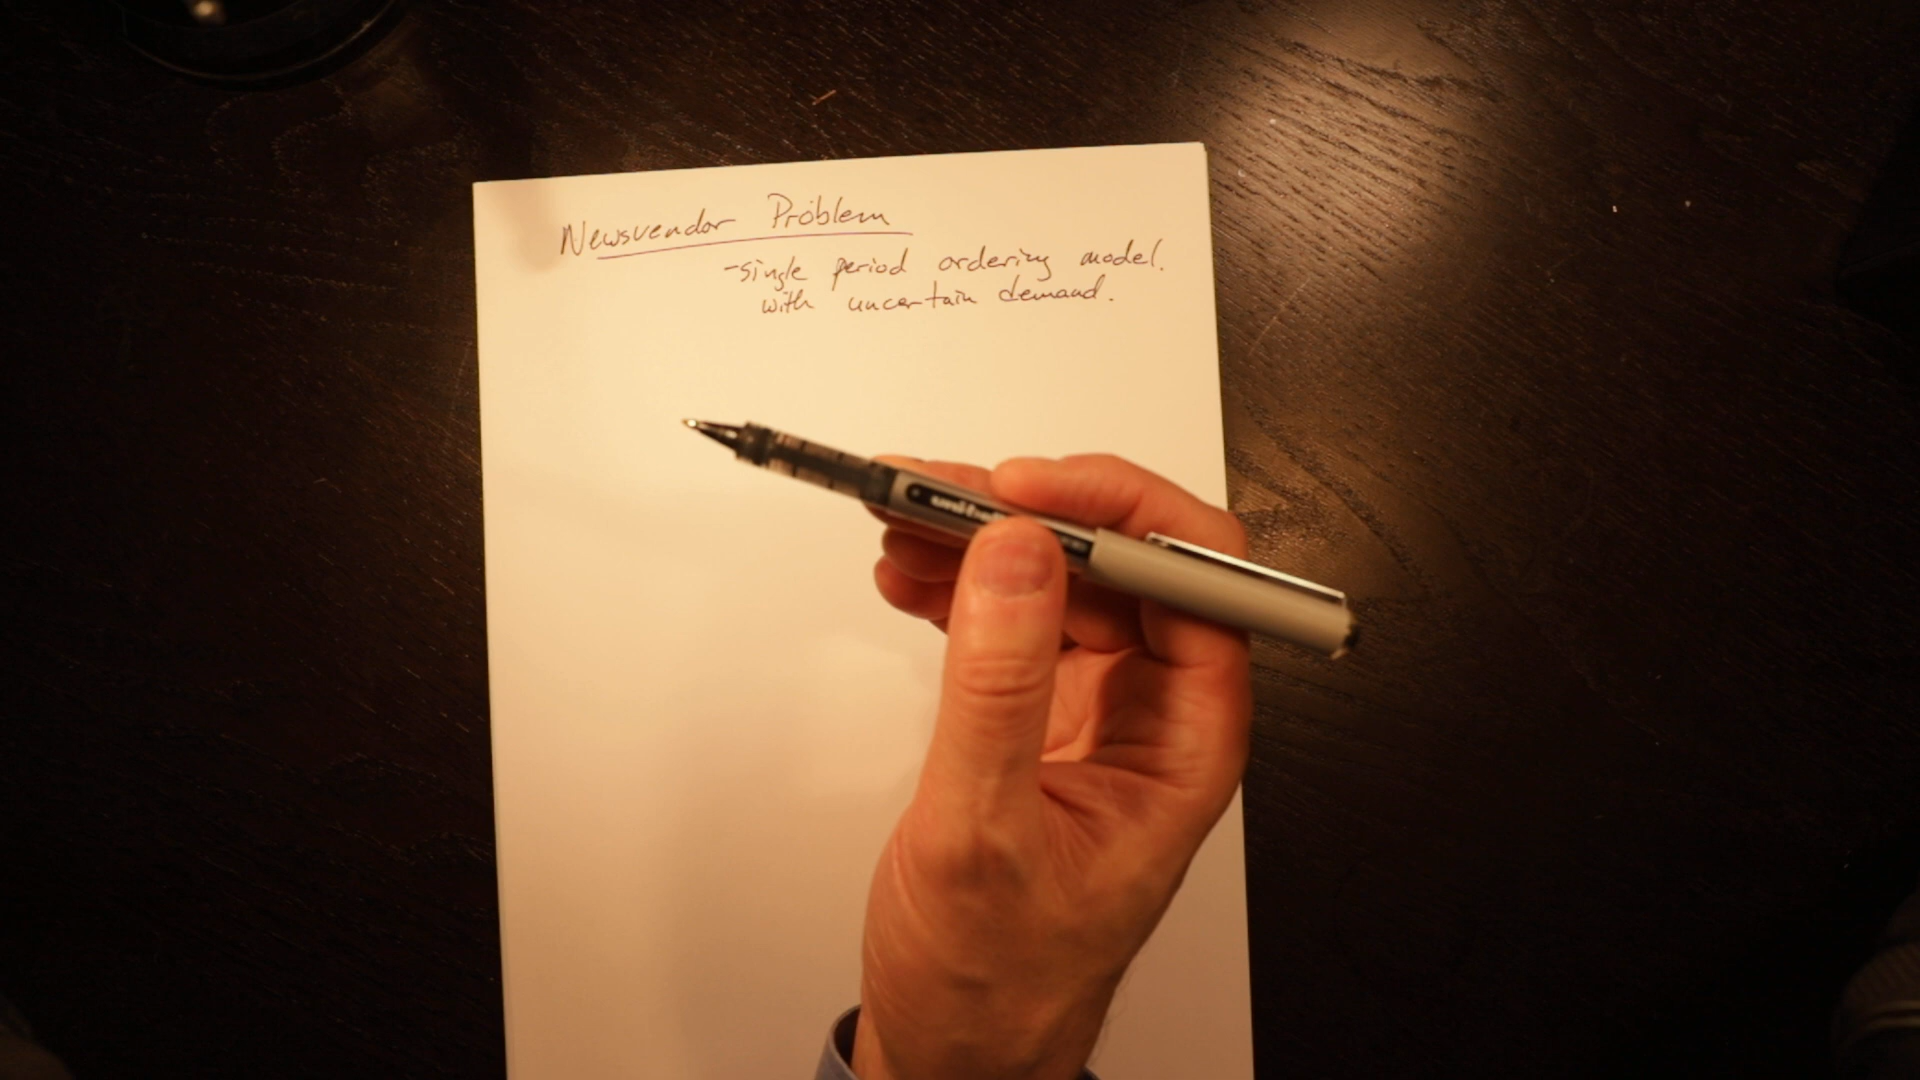 Newsvendor Problem
-single period ordering model.
with uncertain demand.